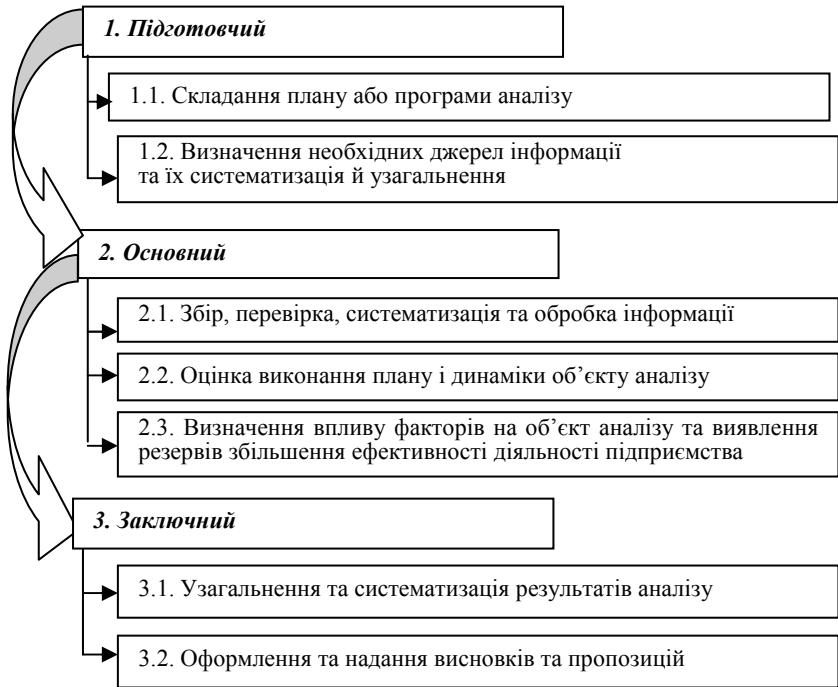 1. Підготовчий
1.1. Складання плану або програми аналізу
1.2. Визначення необхідних джерел інформації
та їх систематизація й узагальнення
2. Основний
2.1. Збір, перевірка, систематизація та обробка інформації
2.2. Оцінка виконання плану і динаміки об’єкту аналізу
2.3. Визначення впливу факторів на об’єкт аналізу та виявлення
резервів збільшення ефективності діяльності підприємства
3. Заключний
3.1. Узагальнення та систематизація результатів аналізу
3.2. Оформлення та надання висновків та пропозицій